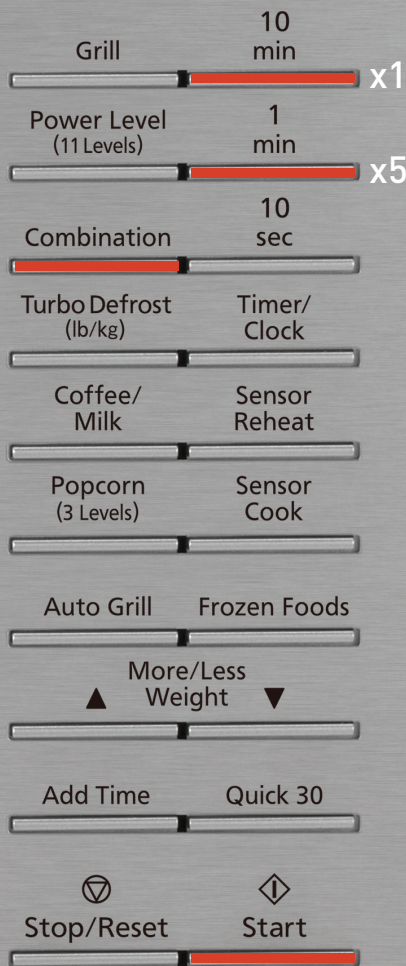 Grill
10
min
x1
Power Level
(11 Levels)
1
min
x5
Combination
10
sec
Turbo Defrost
(lb/kg)
Timer/
Clock
Coffee/
Milk
Sensor
Reheat
Popcorn
(3 Levels)
Sensor
Cook
Auto Grill
Frozen Foods
More/Less
Weight
Add Time
Quick 30
Stop/Reset
Start